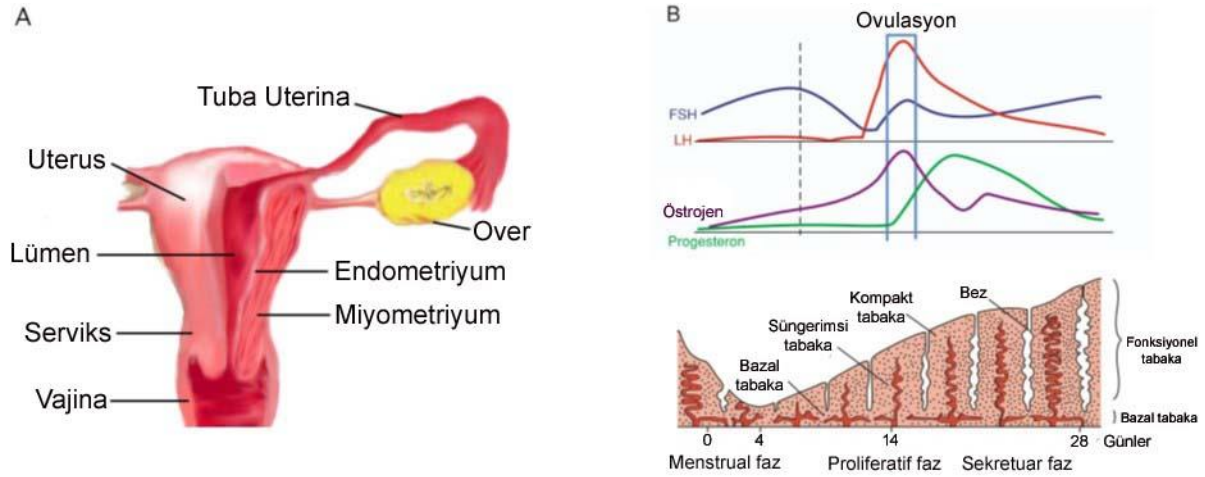 A
Tuba Uterina
Uterus
Over
Lümen
Endometriyum
Miyometriyum
Serviks
Vajina
B
Ovulasyon
FSH
LH
Östrojen
Progesteron
Kompakt
tabaka
Bez
Süngerimsi
tabaka
Bazal
tabaka
Fonksiyonel
tabaka
Bazal tabaka
0 4 14 28 Günler
Menstrual faz Proliferatif faz Sekretuar faz